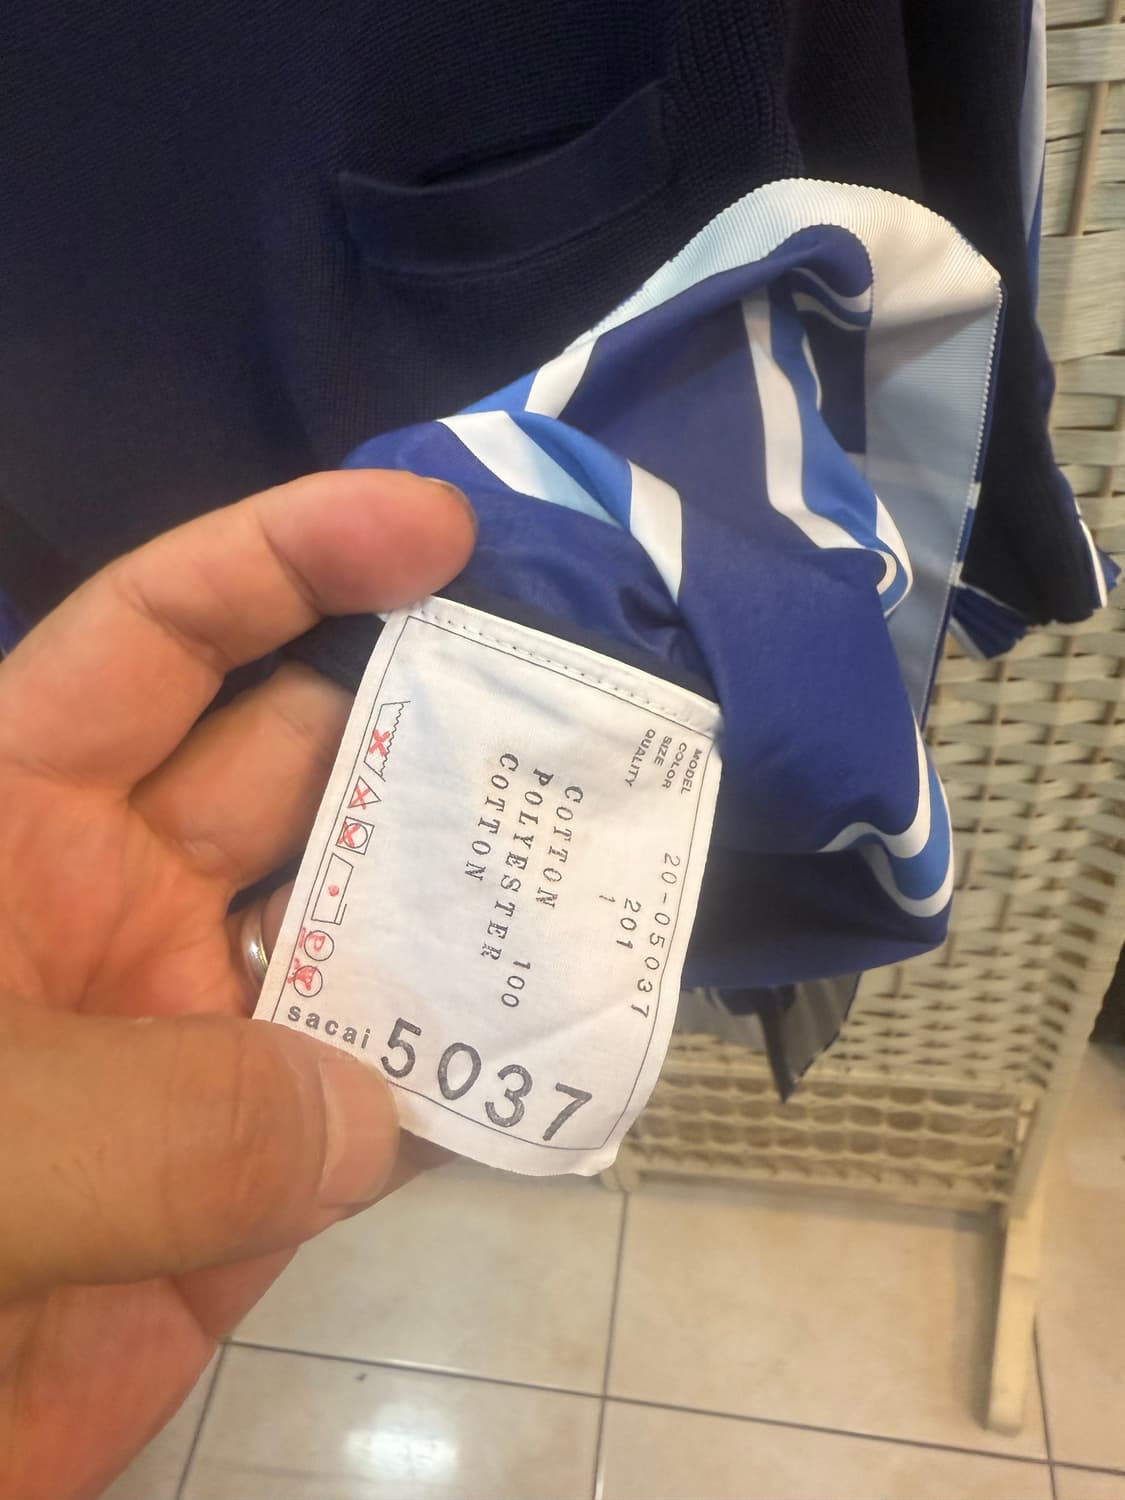 MODEL 20-05037
COLOR 201
SIZE 1
QUALITY
COTTON
POLYESTER 100
COTTON
sacai 5037
P